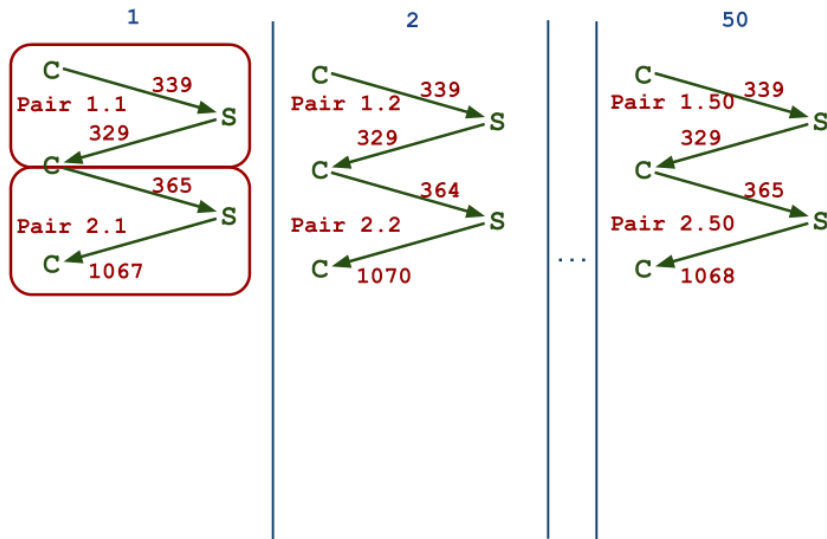 1
2
50
C
339
Pair 1.1
S
329
C
365
Pair 2.1
S
C
1067
C
339
Pair 1.2
S
329
C
364
Pair 2.2
S
C
1070
...
C
339
Pair 1.50
S
329
C
365
Pair 2.50
S
C
1068